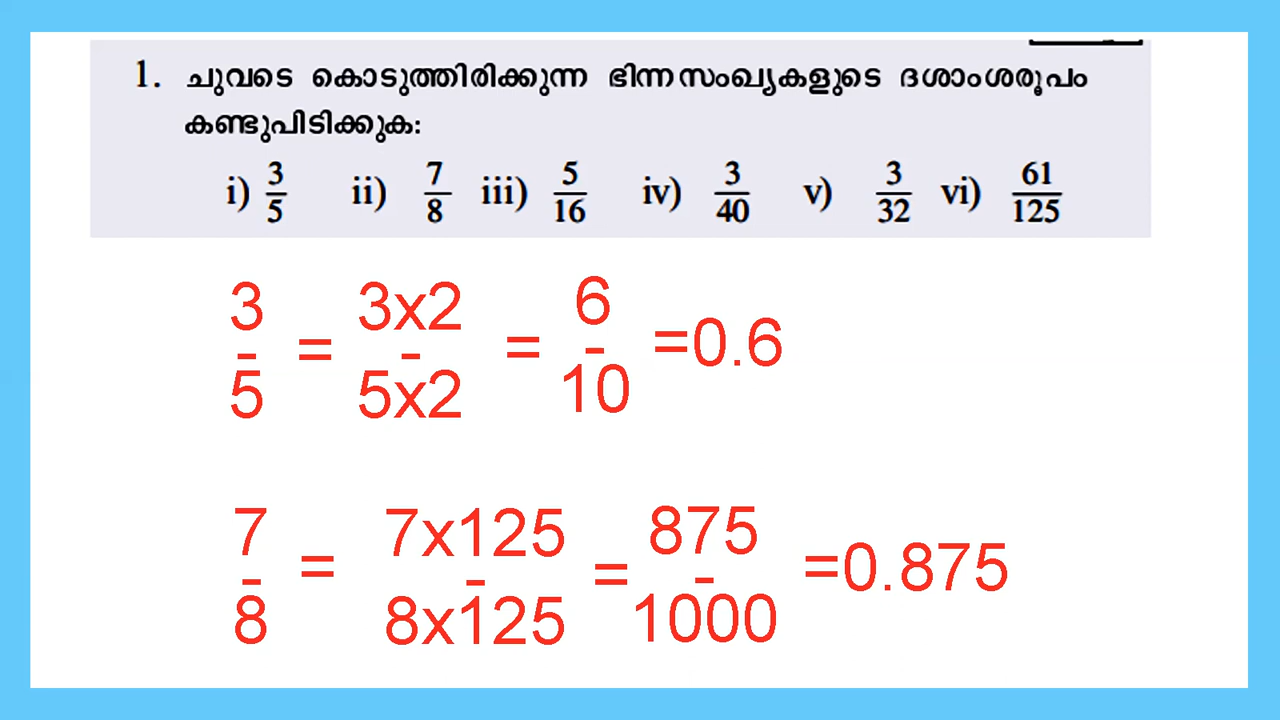 1. ചുവടെ കൊടുത്തിരിക്കുന്ന ഭിന്നസംഖ്യകളുടെ ദശാംശരൂപം
കണ്ടുപിടിക്കുക:
i) 3/5 ii) 7/8 iii) 5/16 iv) 3/40 v) 3/32 vi) 61/125
3/5 = 3x2/5x2 = 6/10 =0.6
7/8 = 7x125/8x125 = 875/1000 =0.875